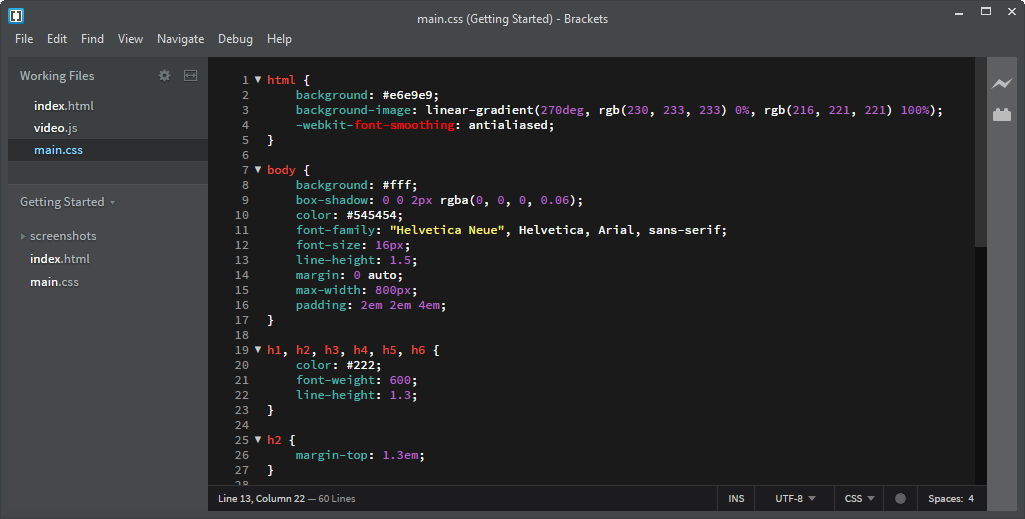 main.css (Getting Started) - Brackets
File Edit Find View Navigate Debug Help
Working Files
index.html
video.js
main.css
Getting Started
screenshots
index.html
main.css
1 html {
2     background: #e6e9e9;
3     background-image: linear-gradient(270deg, rgb(230, 233, 233) 0%, rgb(216, 221, 221) 100%);
4     -webkit-font-smoothing: antialiased;
5 }
6
7 body {
8     background: #fff;
9     box-shadow: 0 0 2px rgba(0, 0, 0, 0.06);
10     color: #545454;
11     font-family: "Helvetica Neue", Helvetica, Arial, sans-serif;
12     font-size: 16px;
13     line-height: 1.5;
14     margin: 0 auto;
15     max-width: 800px;
16     padding: 2em 2em 4em;
17 }
18
19 h1, h2, h3, h4, h5, h6 {
20     color: #222;
21     font-weight: 600;
22     line-height: 1.3;
23 }
24
25 h2 {
26     margin-top: 1.3em;
27 }
28
Line 13, Column 22 — 60 Lines
INS UTF-8 CSS Spaces: 4